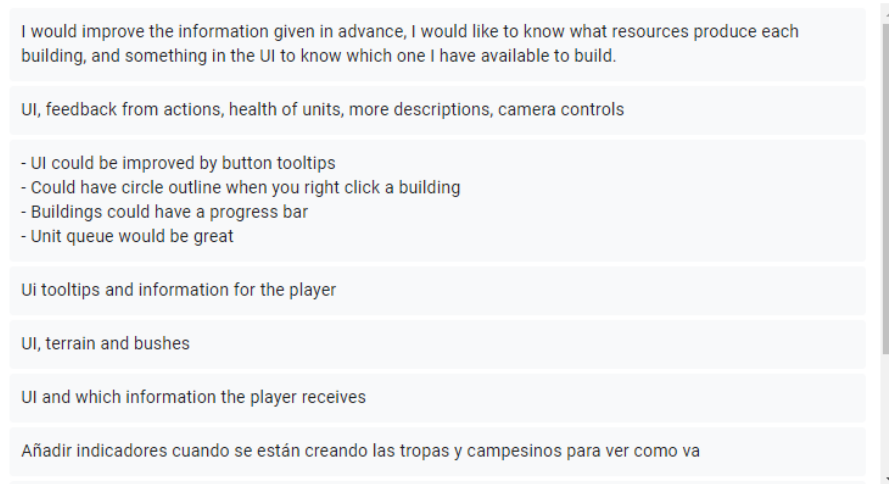 I would improve the information given in advance, I would like to know what resources produce each
building, and something in the UI to know which one I have available to build.
UI, feedback from actions, health of units, more descriptions, camera controls
- UI could be improved by button tooltips
- Could have circle outline when you right click a building
- Buildings could have a progress bar
- Unit queue would be great
Ui tooltips and information for the player
UI, terrain and bushes
UI and which information the player receives
Añadir indicadores cuando se están creando las tropas y campesinos para ver como va